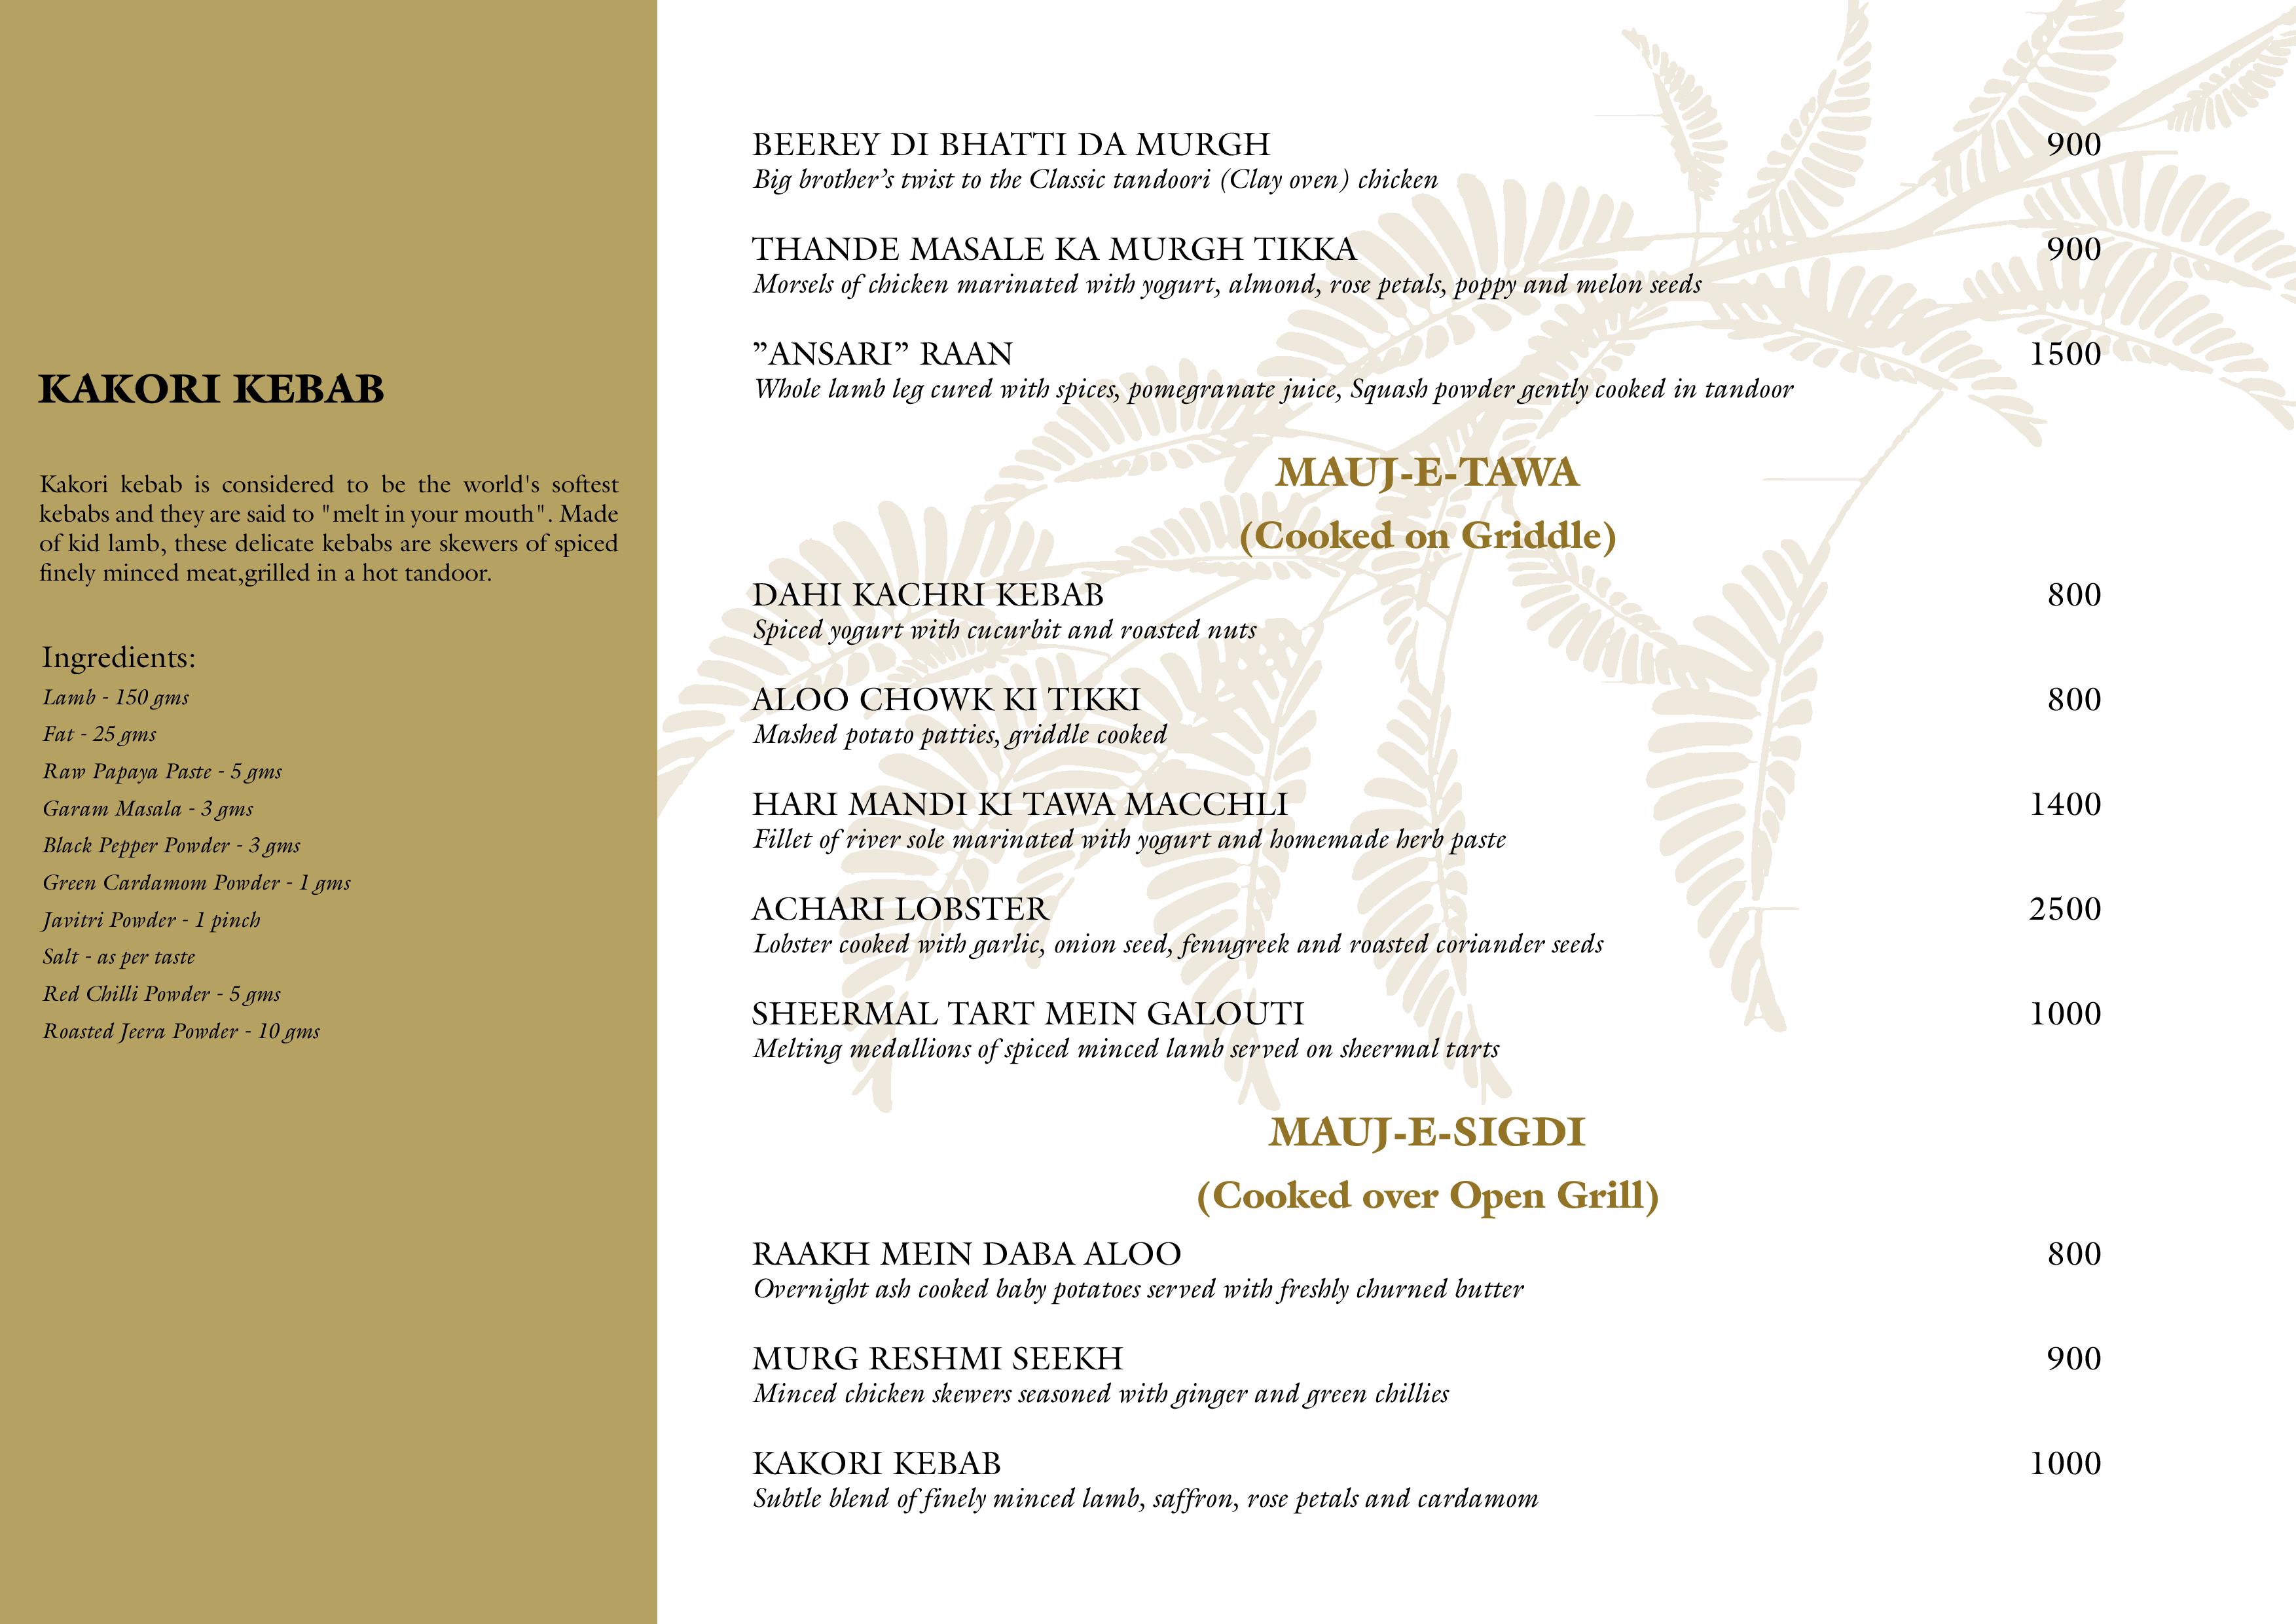 KAKORI KEBAB
Kakori kebab is considered to be the world's softest
kebabs and they are said to "melt in your mouth". Made
of kid lamb, these delicate kebabs are skewers of spiced
finely minced meat,grilled in a hot tandoor.
Ingredients:
Lamb - 150 gms
Fat - 25 gms
Raw Papaya Paste - 5 gms
Garam Masala - 3 gms
Black Pepper Powder - 3 gms
Green Cardamom Powder - 1 gms
Javitri Powder - 1 pinch
Salt - as per taste
Red Chilli Powder - 5 gms
Roasted Jeera Powder - 10 gms
BEEREY DI BHATTI DA MURGH 900
Big brother’s twist to the Classic tandoori (Clay oven) chicken
THANDE MASALE KA MURGH TIKKA 900
Morsels of chicken marinated with yogurt, almond, rose petals, poppy and melon seeds
”ANSARI” RAAN 1500
Whole lamb leg cured with spices, pomegranate juice, Squash powder gently cooked in tandoor
MAUJ-E-TAWA
(Cooked on Griddle)
DAHI KACHRI KEBAB 800
Spiced yogurt with cucurbit and roasted nuts
ALOO CHOWK KI TIKKI 800
Mashed potato patties, griddle cooked
HARI MANDI KI TAWA MACCHLI 1400
Fillet of river sole marinated with yogurt and homemade herb paste
ACHARI LOBSTER 2500
Lobster cooked with garlic, onion seed, fenugreek and roasted coriander seeds
SHEERMAL TART MEIN GALOUTI 1000
Melting medallions of spiced minced lamb served on sheermal tarts
MAUJ-E-SIGDI
(Cooked over Open Grill)
RAAKH MEIN DABA ALOO 800
Overnight ash cooked baby potatoes served with freshly churned butter
MURG RESHMI SEEKH 900
Minced chicken skewers seasoned with ginger and green chillies
KAKORI KEBAB 1000
Subtle blend of finely minced lamb, saffron, rose petals and cardamom